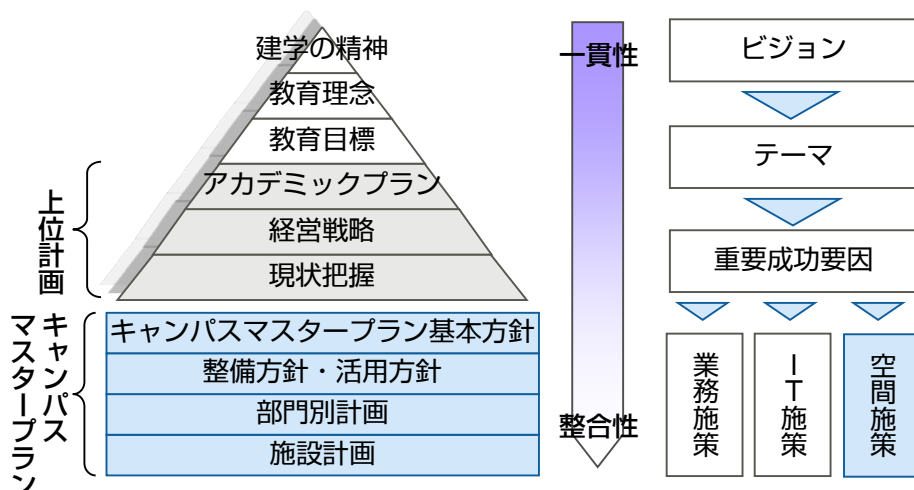 建学の精神
教育理念
教育目標
アカデミックプラン
経営戦略
現状把握
上位計画
キャンパスマスタープラン基本方針
整備方針・活用方針
部門別計画
施設計画
キャンパス
マスタープラン
一貫性
整合性
ビジョン
テーマ
重要成功要因
業務施策
IT施策
空間施策